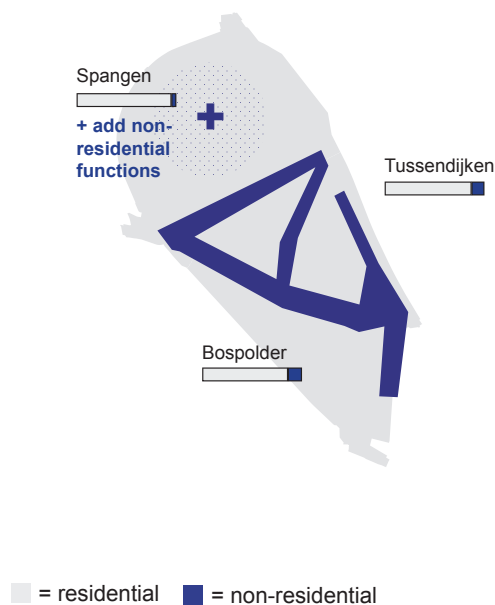 Spangen
+ add non-
residential
functions
Tussendijken
Bospolder
= residential
= non-residential